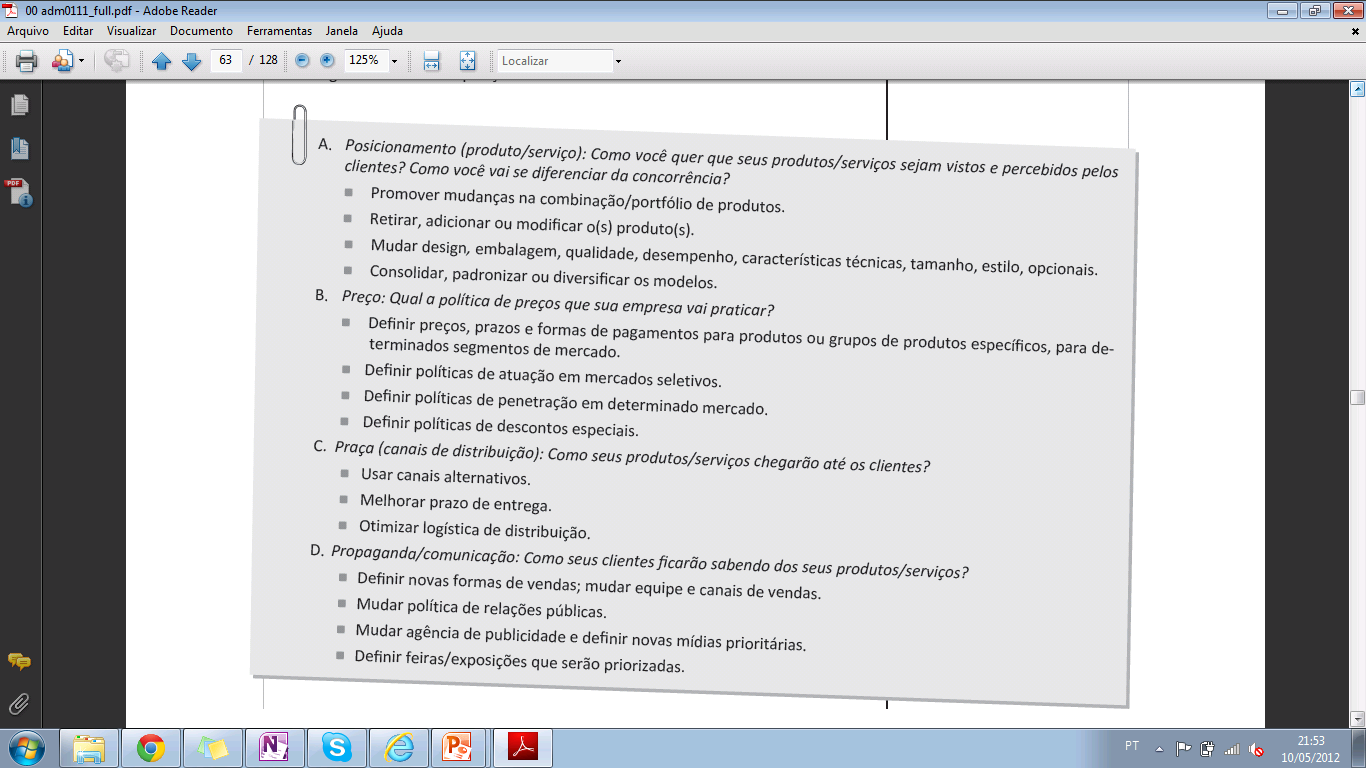 00 adm0111_full.pdf - Adobe Reader
Arquivo Editar Visualizar Documento Ferramentas Janela Ajuda
63 / 128 125% Localizar
A. Posicionamento (produto/serviço): Como você quer que seus produtos/serviços sejam vistos e percebidos pelos
clientes? Como você vai se diferenciar da concorrência?
Promover mudanças na combinação/portfólio de produtos.
Retirar, adicionar ou modificar o(s) produto(s).
Mudar design, embalagem, qualidade, desempenho, características técnicas, tamanho, estilo, opcionais.
Consolidar, padronizar ou diversificar os modelos.
B. Preço: Qual a política de preços que sua empresa vai praticar?
Definir preços, prazos e formas de pagamentos para produtos ou grupos de produtos específicos, para de-
terminados segmentos de mercado.
Definir políticas de atuação em mercados seletivos.
Definir políticas de penetração em determinado mercado.
Definir políticas de descontos especiais.
C. Praça (canais de distribuição): Como seus produtos/serviços chegarão até os clientes?
Usar canais alternativos.
Melhorar prazo de entrega.
Otimizar logística de distribuição.
D. Propaganda/comunicação: Como seus clientes ficarão sabendo dos seus produtos/serviços?
Definir novas formas de vendas; mudar equipe e canais de vendas.
Mudar política de relações públicas.
Mudar agência de publicidade e definir novas mídias prioritárias.
Definir feiras/exposições que serão priorizadas.
PT 21:53
10/05/2012